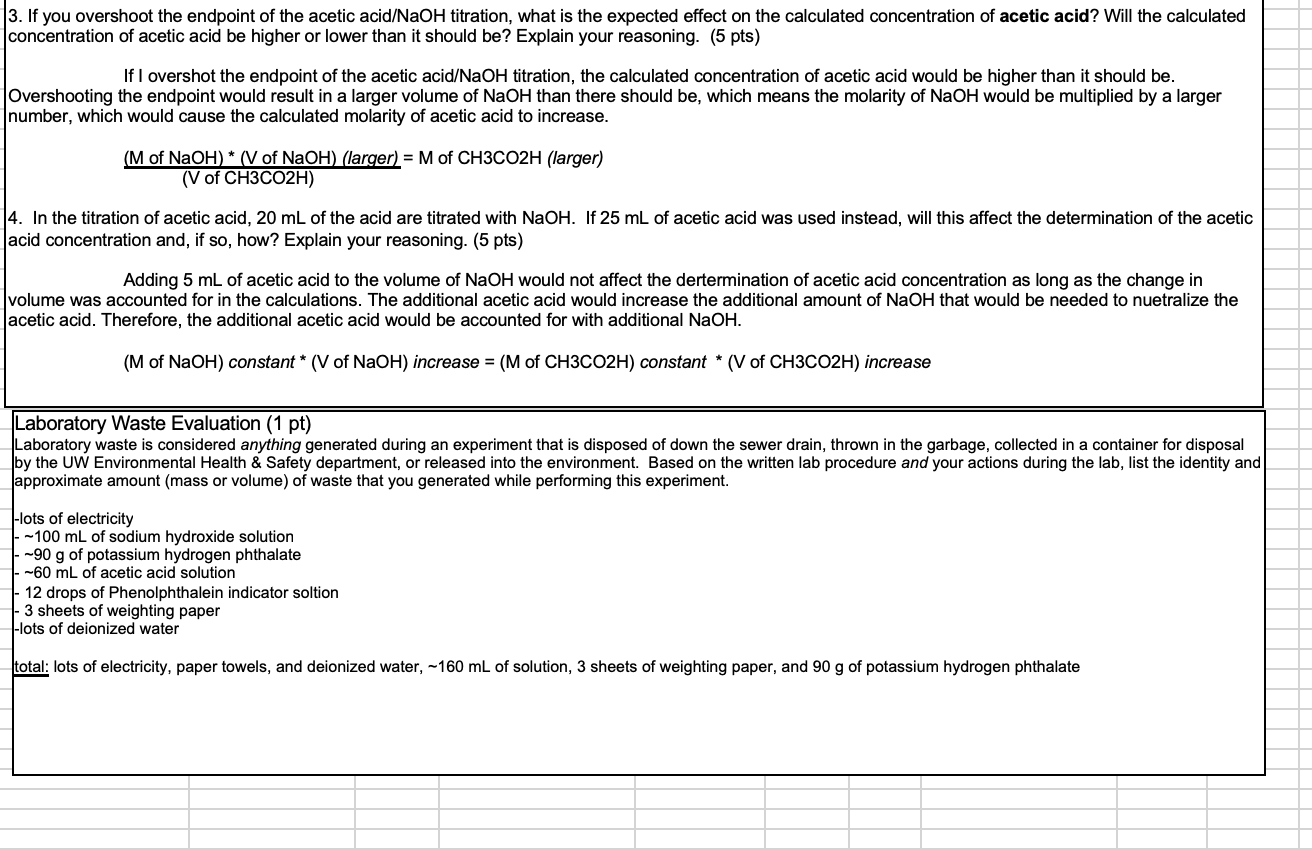 3. If you overshoot the endpoint of the acetic acid/NaOH titration, what is the expected effect on the calculated concentration of acetic acid? Will the calculated
concentration of acetic acid be higher or lower than it should be? Explain your reasoning. (5 pts)
If I overshot the endpoint of the acetic acid/NaOH titration, the calculated concentration of acetic acid would be higher than it should be.
Overshooting the endpoint would result in a larger volume of NaOH than there should be, which means the molarity of NaOH would be multiplied by a larger
number, which would cause the calculated molarity of acetic acid to increase.
(M of NaOH) * (V of NaOH) (larger) = M of CH3CO2H (larger)
(V of CH3CO2H)
4. In the titration of acetic acid, 20 mL of the acid are titrated with NaOH. If 25 mL of acetic acid was used instead, will this affect the determination of the acetic
acid concentration and, if so, how? Explain your reasoning. (5 pts)
Adding 5 mL of acetic acid to the volume of NaOH would not affect the dertermination of acetic acid concentration as long as the change in
volume was accounted for in the calculations. The additional acetic acid would increase the additional amount of NaOH that would be needed to nuetralize the
acetic acid. Therefore, the additional acetic acid would be accounted for with additional NaOH.
(M of NaOH) constant * (V of NaOH) increase = (M of CH3CO2H) constant * (V of CH3CO2H) increase
Laboratory Waste Evaluation (1 pt)
Laboratory waste is considered anything generated during an experiment that is disposed of down the sewer drain, thrown in the garbage, collected in a container for disposal
by the UW Environmental Health & Safety department, or released into the environment. Based on the written lab procedure and your actions during the lab, list the identity and
approximate amount (mass or volume) of waste that you generated while performing this experiment.
-lots of electricity
- ~100 mL of sodium hydroxide solution
- ~90 g of potassium hydrogen phthalate
- ~60 mL of acetic acid solution
- 12 drops of Phenolphthalein indicator soltion
- 3 sheets of weighting paper
-lots of deionized water
total: lots of electricity, paper towels, and deionized water, ~160 mL of solution, 3 sheets of weighting paper, and 90 g of potassium hydrogen phthalate